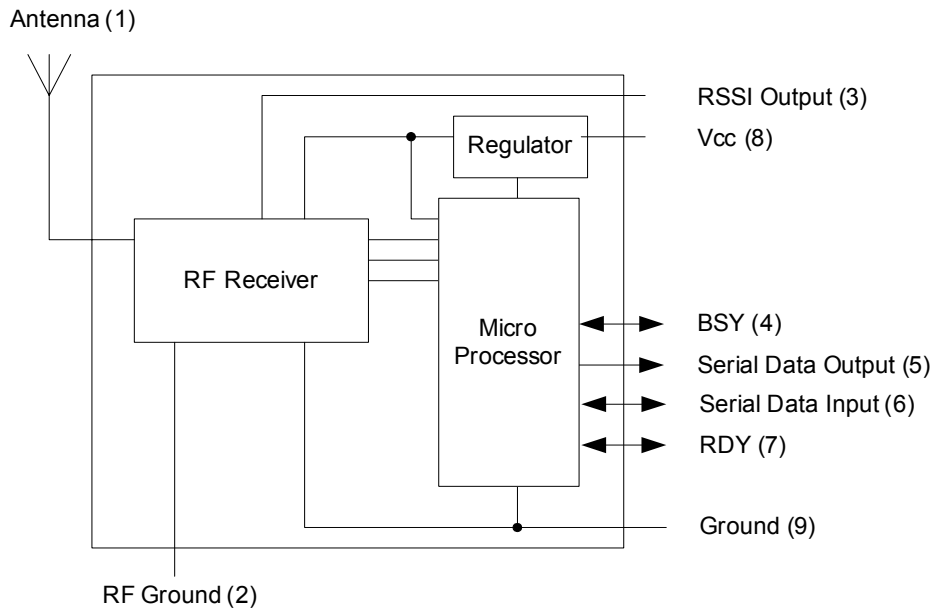 Antenna (1)
RSSI Output (3)
Regulator
Vcc (8)
RF Receiver
Micro
Processor
BSY (4)
Serial Data Output (5)
Serial Data Input (6)
RDY (7)
Ground (9)
RF Ground (2)